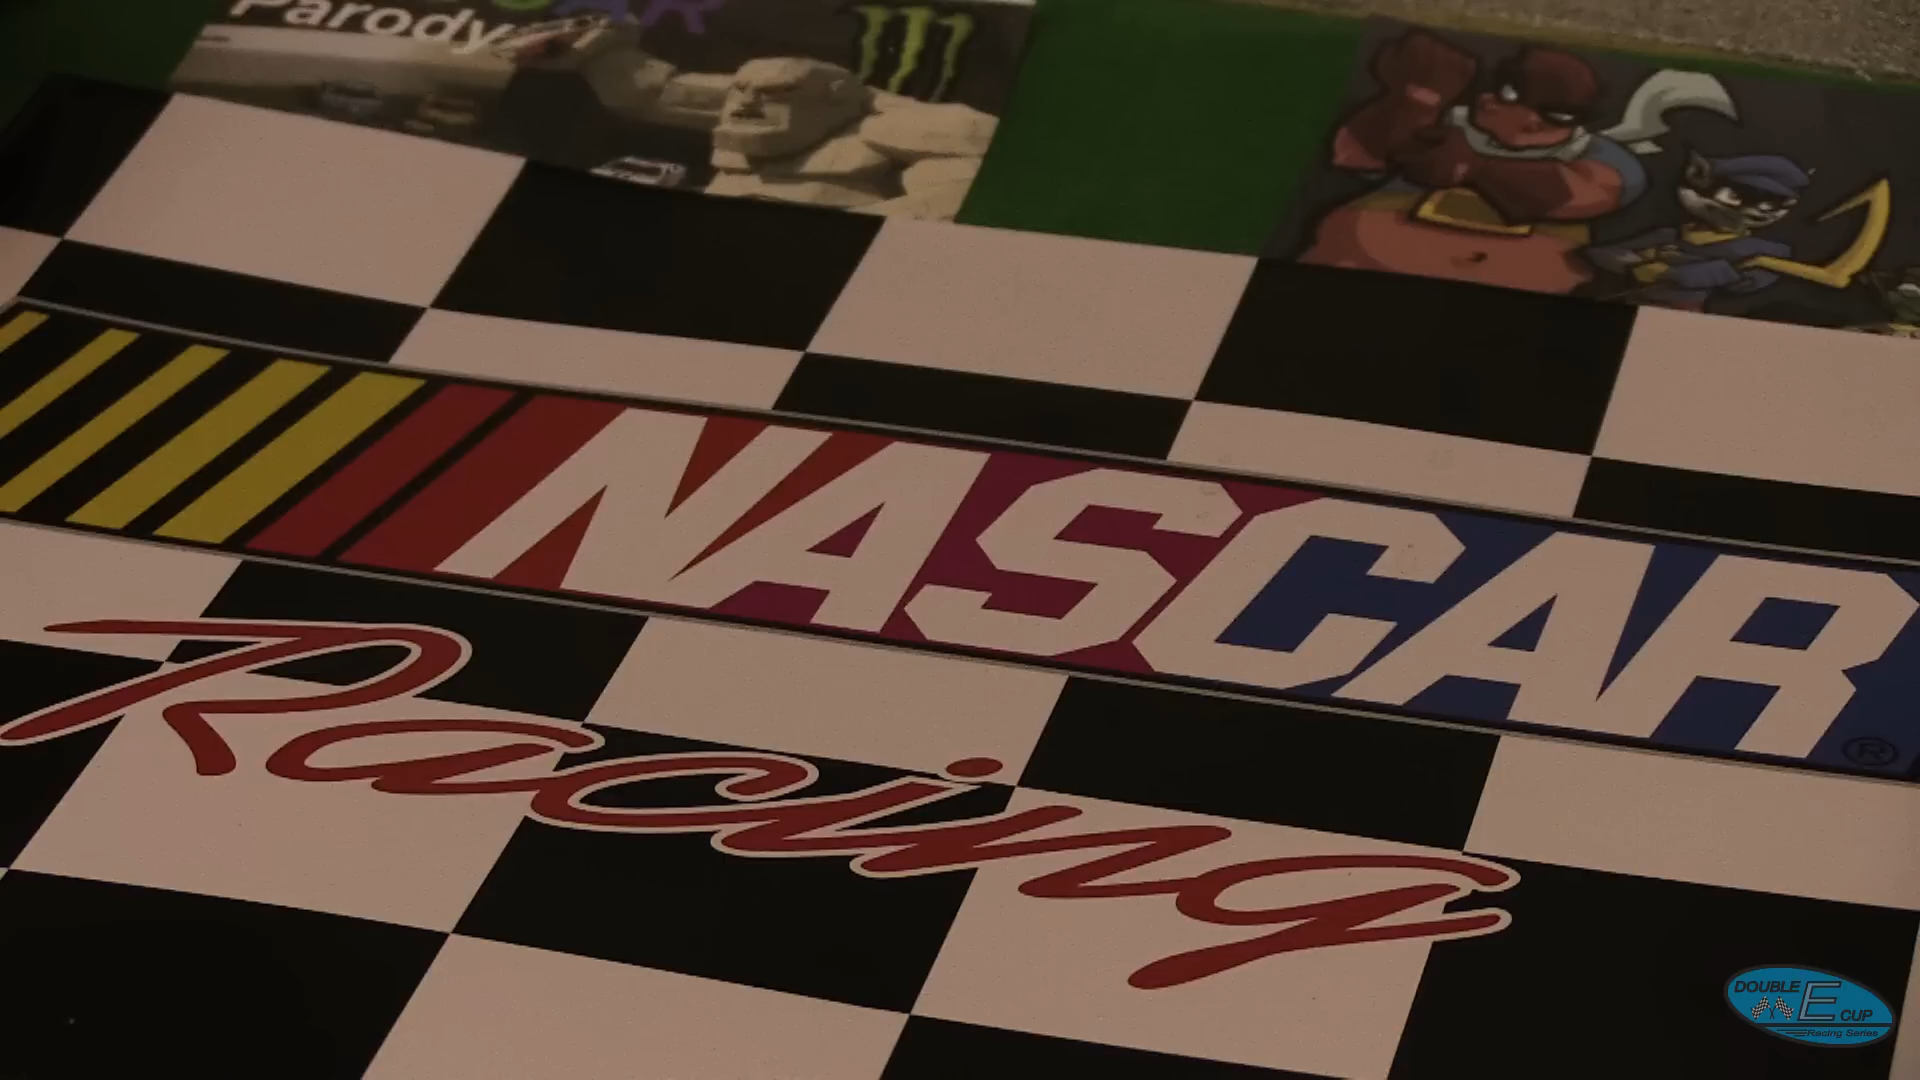 Parody
NASCAR
®
Racing
DOUBLE
E
CUP
Racing Series